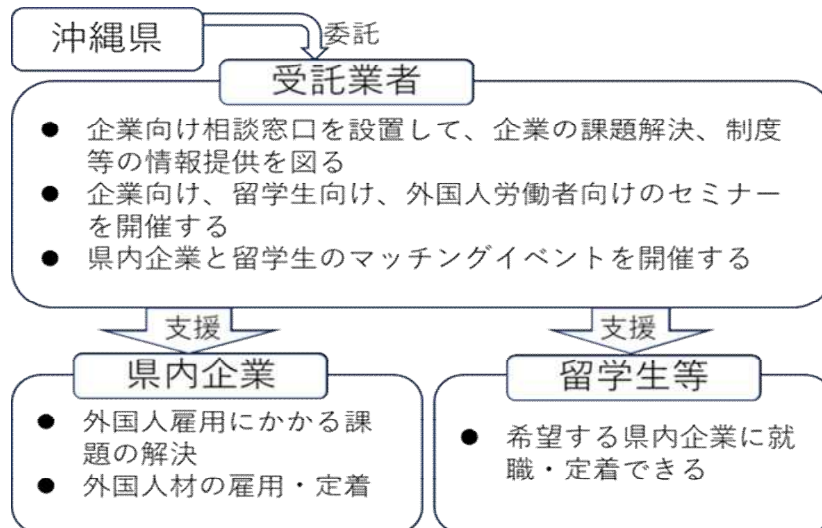 沖縄県
委託
受託業者
● 企業向け相談窓口を設置して、企業の課題解決、制度
等の情報提供を図る
● 企業向け、留学生向け、外国人労働者向けのセミナー
を開催する
● 県内企業と留学生のマッチングイベントを開催する
支援
支援
県内企業
● 外国人雇用にかかる課
題の解決
● 外国人材の雇用・定着
留学生等
● 希望する県内企業に就
職・定着できる